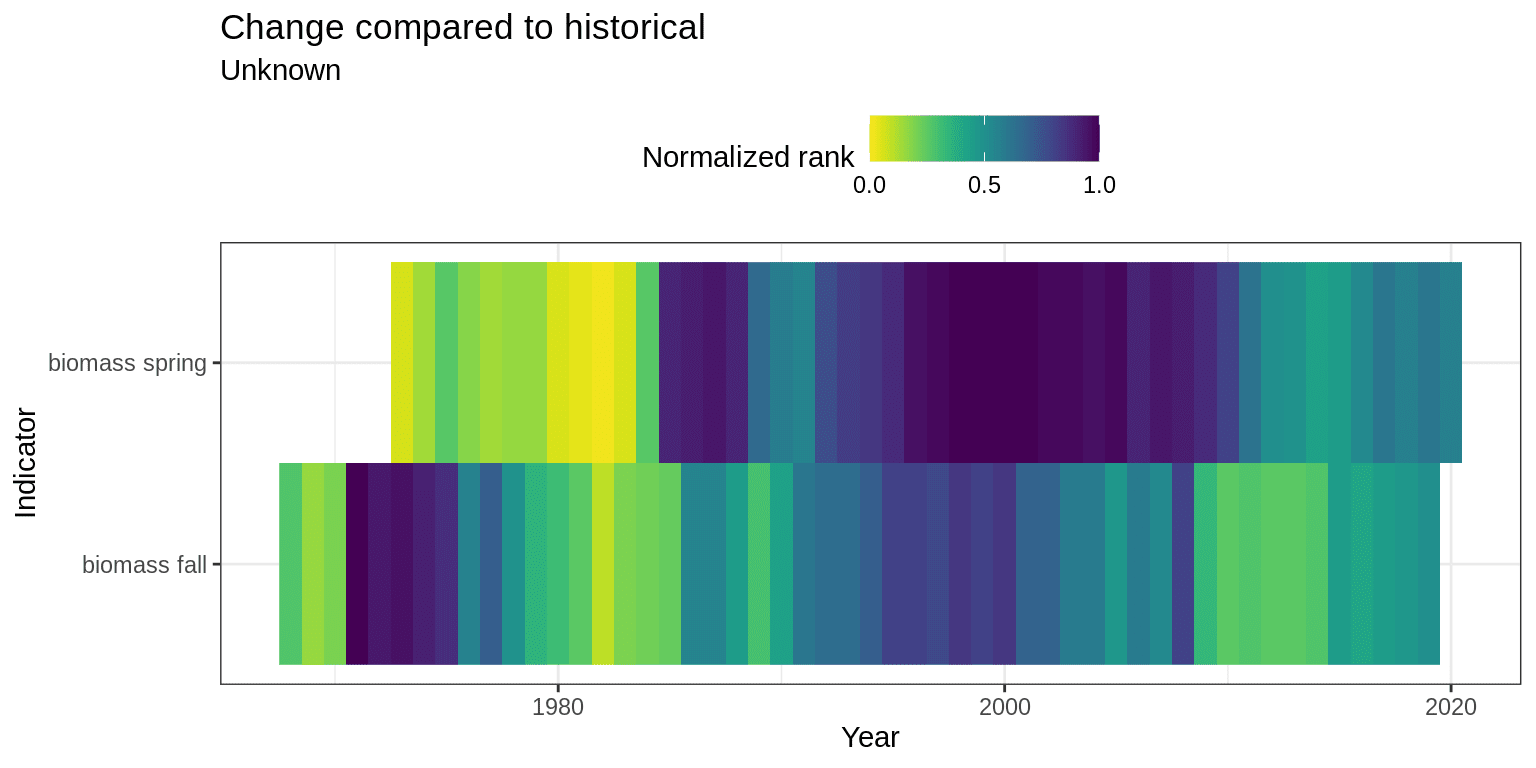 Change compared to historical
Unknown
Normalized rank
0.0 0.5 1.0
biomass spring
biomass fall
Indicator
1980 2000 2020
Year